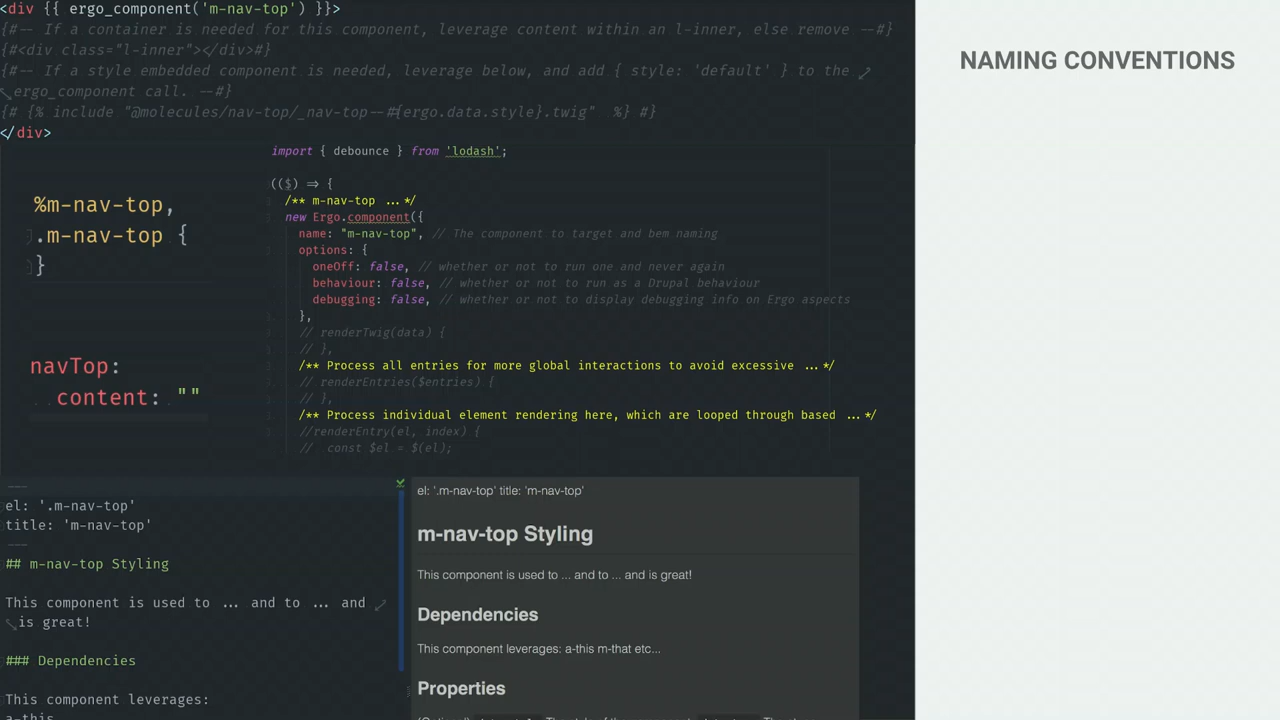 <div {{ ergo_component('m-nav-top') }}>
{#-- If a container is needed for this component, leverage content within an l-inner, else remove --#}
{#<div class="l-inner"></div>#}
{#-- If a style embedded component is needed, leverage below, and add { style: 'default' } to the
ergo_component call. --#}
{# {% include "@molecules/nav-top/_nav-top--#{ergo.data.style}.twig" %} #}
</div>
%m-nav-top,
.m-nav-top {
}
navTop:
content: ""
import { debounce } from 'lodash';
(($) => {
/** m-nav-top ... */
new Ergo.component({
name: "m-nav-top", // The component to target and bem naming
options: {
oneOff: false, // whether or not to run one and never again
behaviour: false, // whether or not to run as a Drupal behaviour
debugging: false, // whether or not to display debugging info on Ergo aspects
},
// renderTwig(data) {
// },
/** Process all entries for more global interactions to avoid excessive ... */
// renderEntries($entries) {
// },
/** Process individual element rendering here, which are looped through based ... */
//renderEntry(el, index) {
// const $el = $(el);
---
el: '.m-nav-top'
title: 'm-nav-top'
---
## m-nav-top Styling
This component is used to ... and to ... and
is great!
### Dependencies
This component leverages:
a-this
el: '.m-nav-top' title: 'm-nav-top'
m-nav-top Styling
This component is used to ... and to ... and is great!
Dependencies
This component leverages: a-this m-that etc...
Properties
NAMING CONVENTIONS